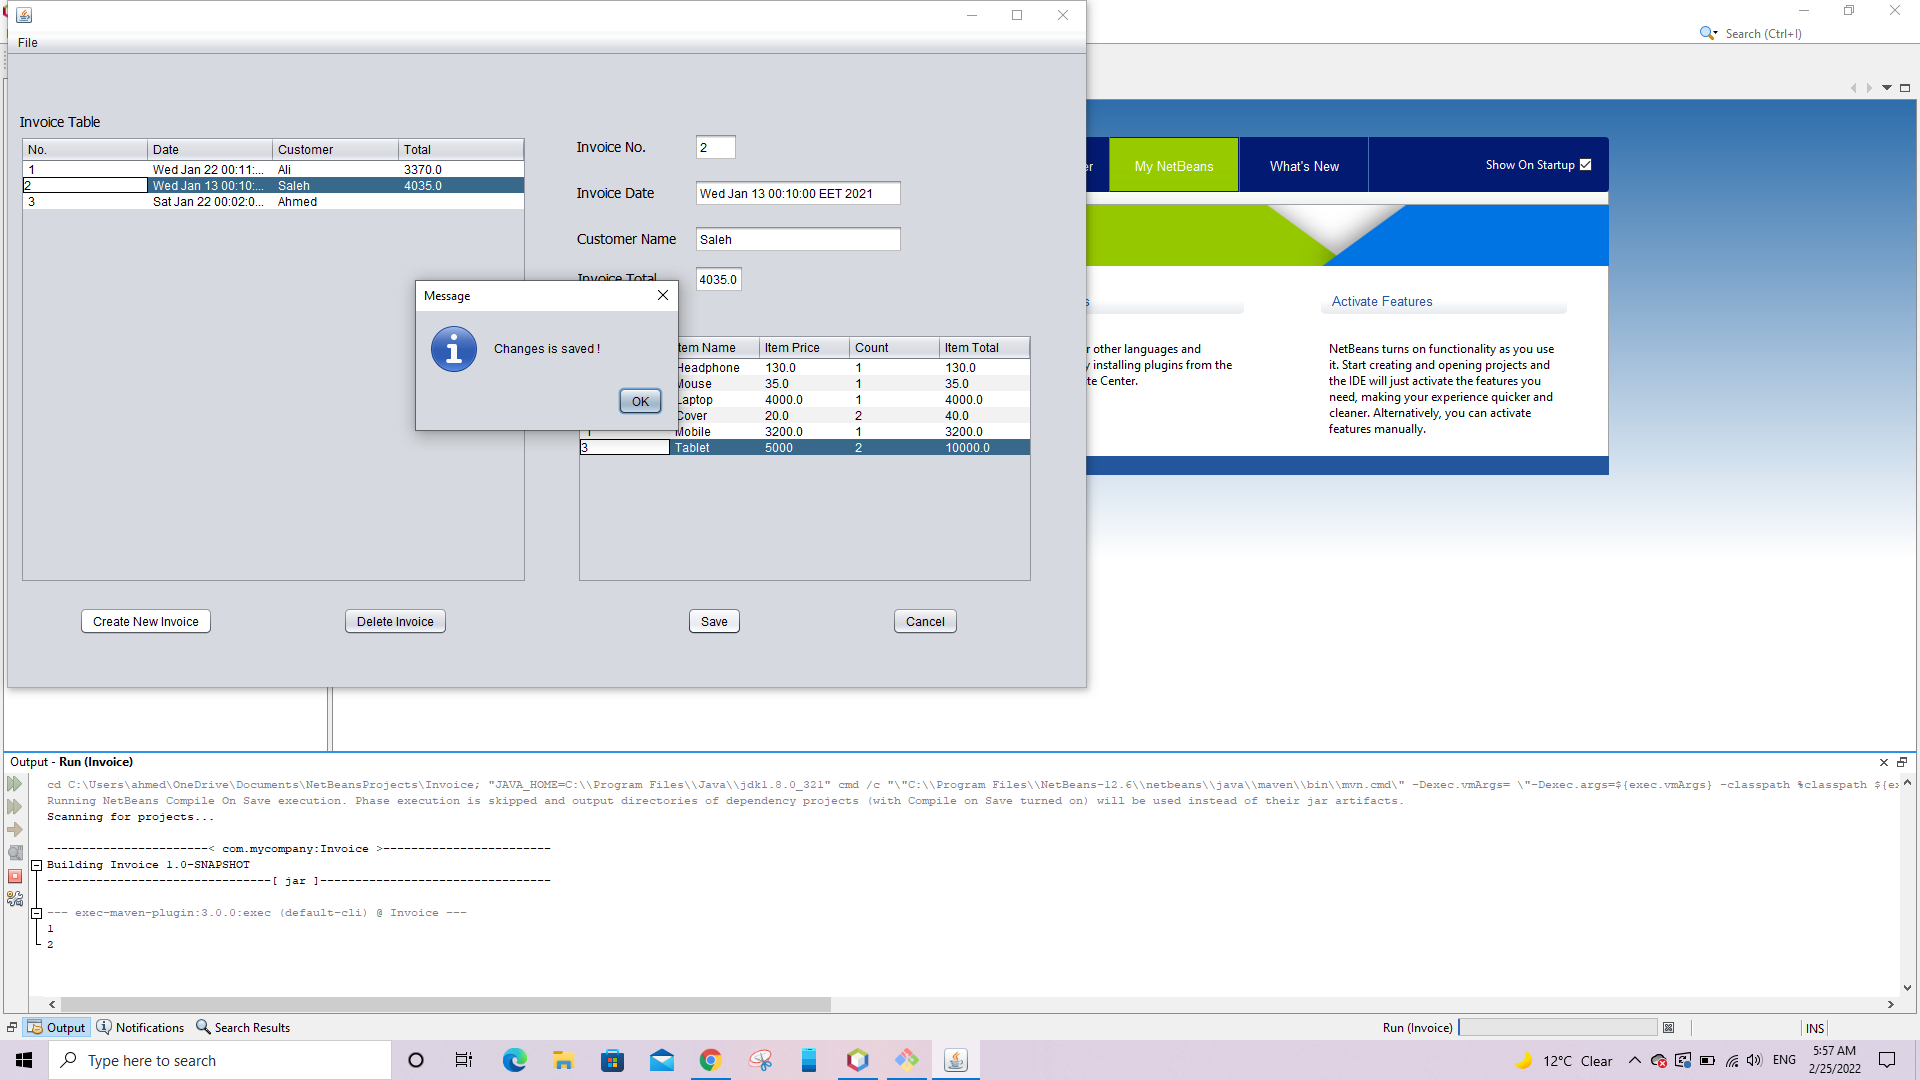 File
Search (Ctrl+I)
Invoice Table
No. Date Customer Total
1 Wed Jan 22 00:11:... Ali 3370.0
2 Wed Jan 13 00:10:... Saleh 4035.0
3 Sat Jan 22 00:02:0... Ahmed
Invoice No. 2
Invoice Date Wed Jan 13 00:10:00 EET 2021
Customer Name Saleh
Invoice Total 4035.0
Message
Changes is saved !
OK
Item Name Item Price Count Item Total
Headphone 130.0 1 130.0
Mouse 35.0 1 35.0
Laptop 4000.0 1 4000.0
Cover 20.0 2 40.0
1 Mobile 3200.0 1 3200.0
3 Tablet 5000 2 10000.0
Create New Invoice Delete Invoice Save Cancel
er My NetBeans What's New Show On Startup
s Activate Features
r other languages and
y installing plugins from the
te Center.
NetBeans turns on functionality as you use
it. Start creating and opening projects and
the IDE will just activate the features you
need, making your experience quicker and
cleaner. Alternatively, you can activate
features manually.
Output - Run (Invoice)
cd C:\Users\ahmed\OneDrive\Documents\NetBeansProjects\Invoice; "JAVA_HOME=C:\\Program Files\\Java\\jdk1.8.0_321" cmd /c "\"C:\\Program Files\\NetBeans-12.6\\netbeans\\java\\maven\\bin\\mvn.cmd\" -Dexec.vmArgs= \"-Dexec.args=${exec.vmArgs} -classpath %classpath ${ex
Running NetBeans Compile On Save execution. Phase execution is skipped and output directories of dependency projects (with Compile on Save turned on) will be used instead of their jar artifacts.
Scanning for projects...
-----------------------< com.mycompany:Invoice >------------------------
Building Invoice 1.0-SNAPSHOT
--------------------------------[ jar ]---------------------------------
--- exec-maven-plugin:3.0.0:exec (default-cli) @ Invoice ---
1
2
Output Notifications Search Results Run (Invoice) INS
Type here to search 12°C Clear ENG 5:57 AM
2/25/2022